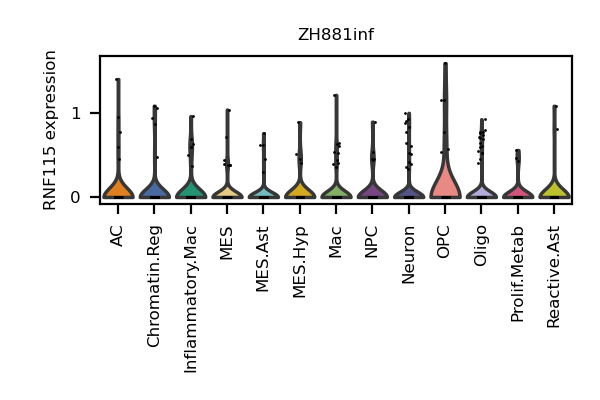 ZH881inf
RNF115 expression
1
0
AC
Chromatin.Reg
Inflammatory.Mac
MES
MES.Ast
MES.Hyp
Mac
NPC
Neuron
OPC
Oligo
Prolif.Metab
Reactive.Ast